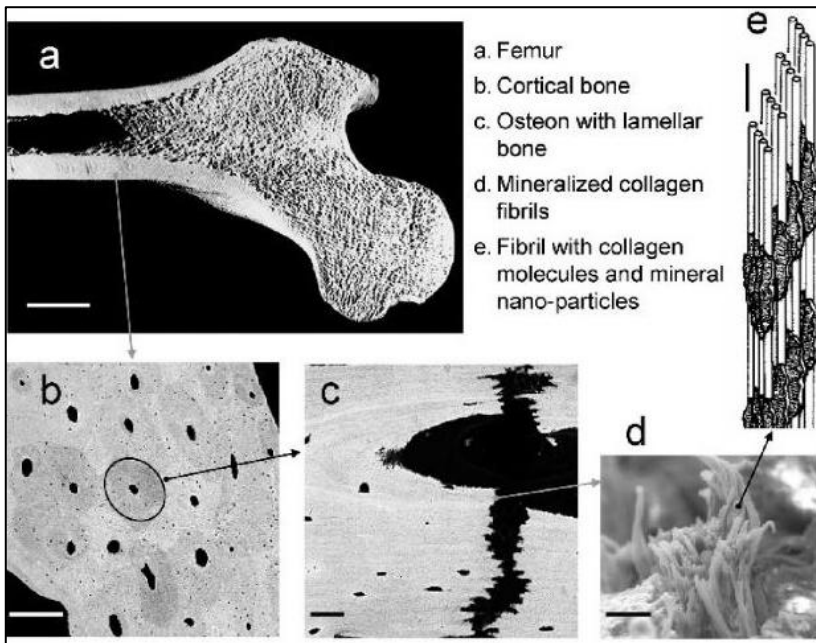 a
a. Femur
b. Cortical bone
c. Osteon with lamellar
bone
d. Mineralized collagen
fibrils
e. Fibril with collagen
molecules and mineral
nano-particles
e
b
c
d